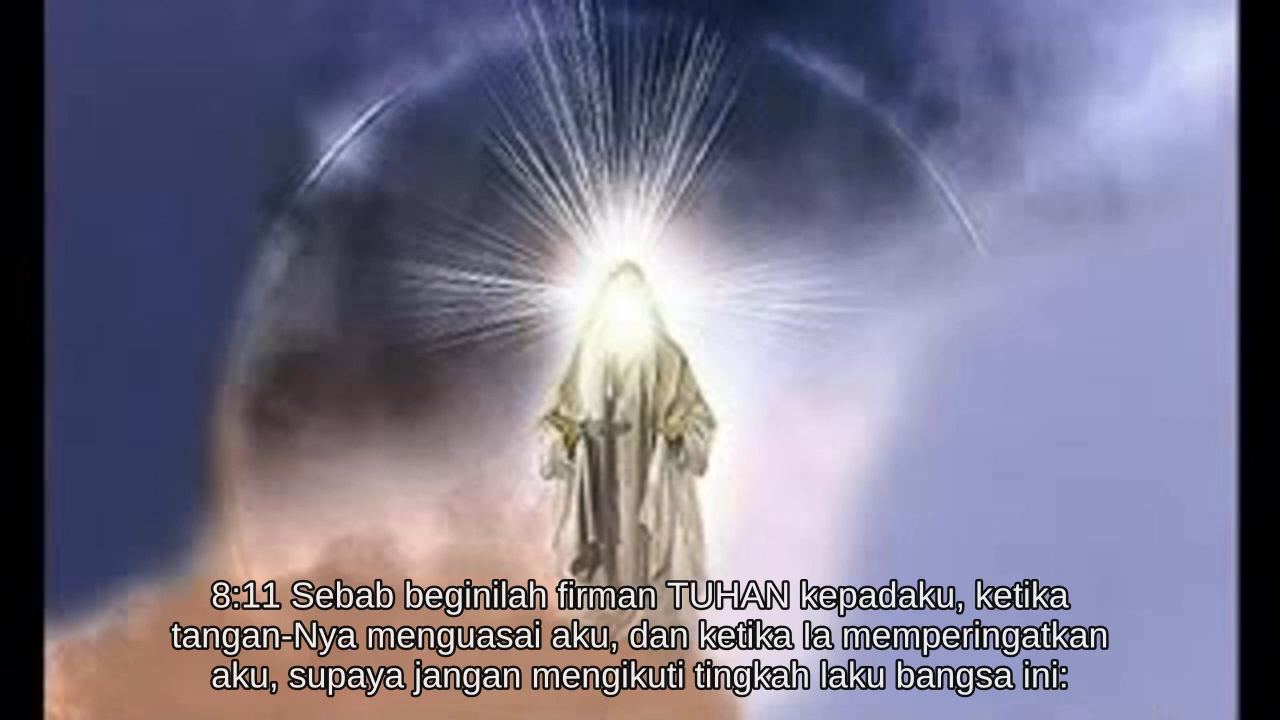 8:11 Sebab beginilah firman TUHAN kepadaku, ketika
tangan-Nya menguasai aku, dan ketika Ia memperingatkan
aku, supaya jangan mengikuti tingkah laku bangsa ini: